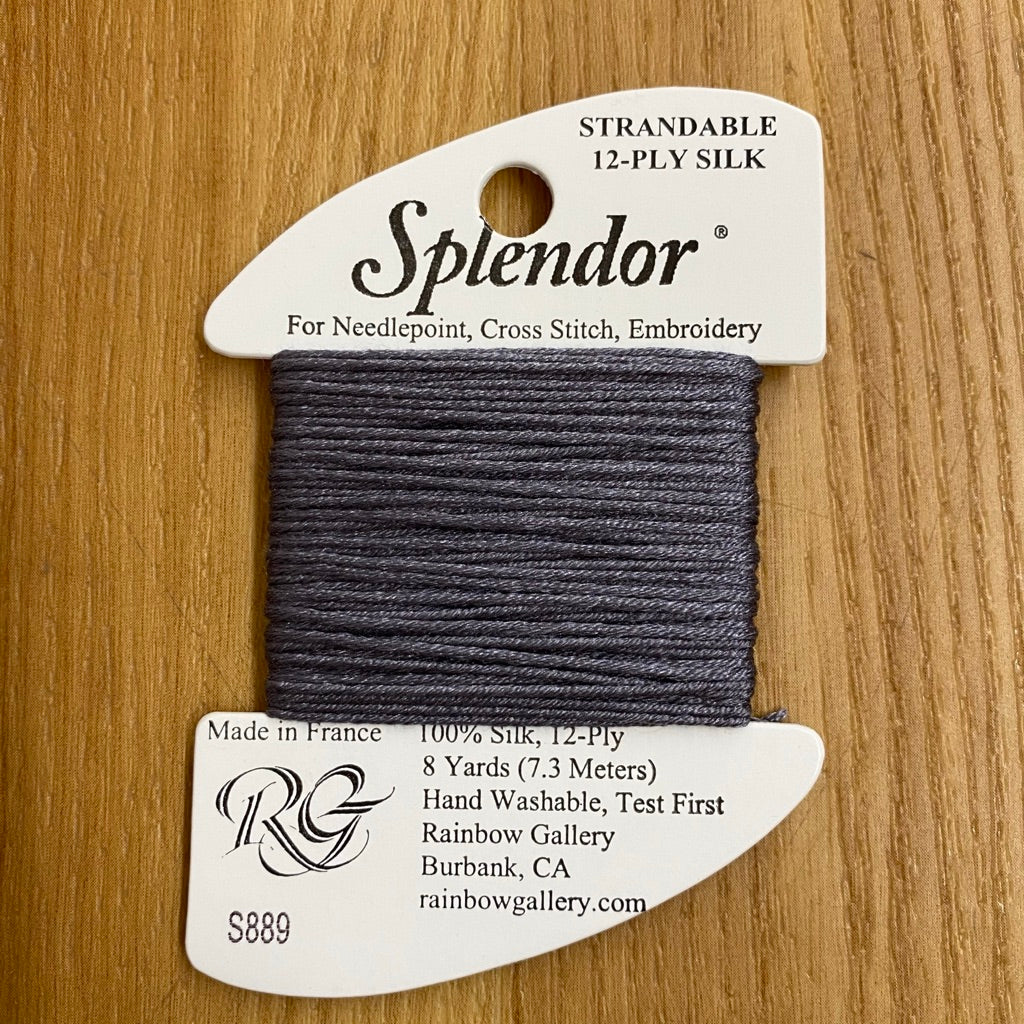 STRANDABLE
12-PLY SILK
Splendor®
For Needlepoint, Cross Stitch, Embroidery
Made in France
100% Silk, 12-Ply
8 Yards (7.3 Meters)
Hand Washable, Test First
Rainbow Gallery
Burbank, CA
rainbowgallery.com
RG
S889